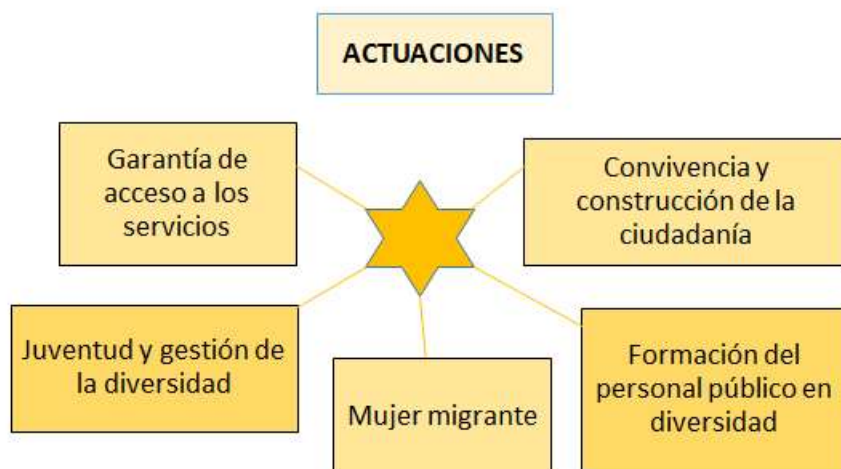 ACTUACIONES
Garantía de
acceso a los
servicios
Convivencia y
construcción de la
ciudadanía
Juventud y gestión de
la diversidad
Mujer migrante
Formación del
personal público en
diversidad